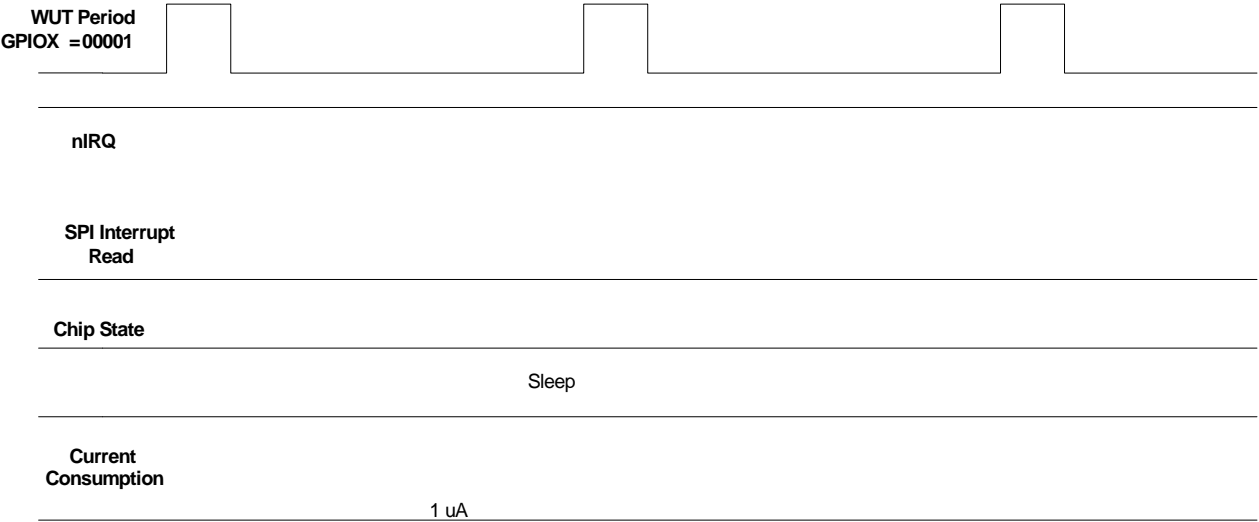 WUT Period
GPIOX =00001
nIRQ
SPI Interrupt
Read
Chip State
Sleep
Current
Consumption
1 uA